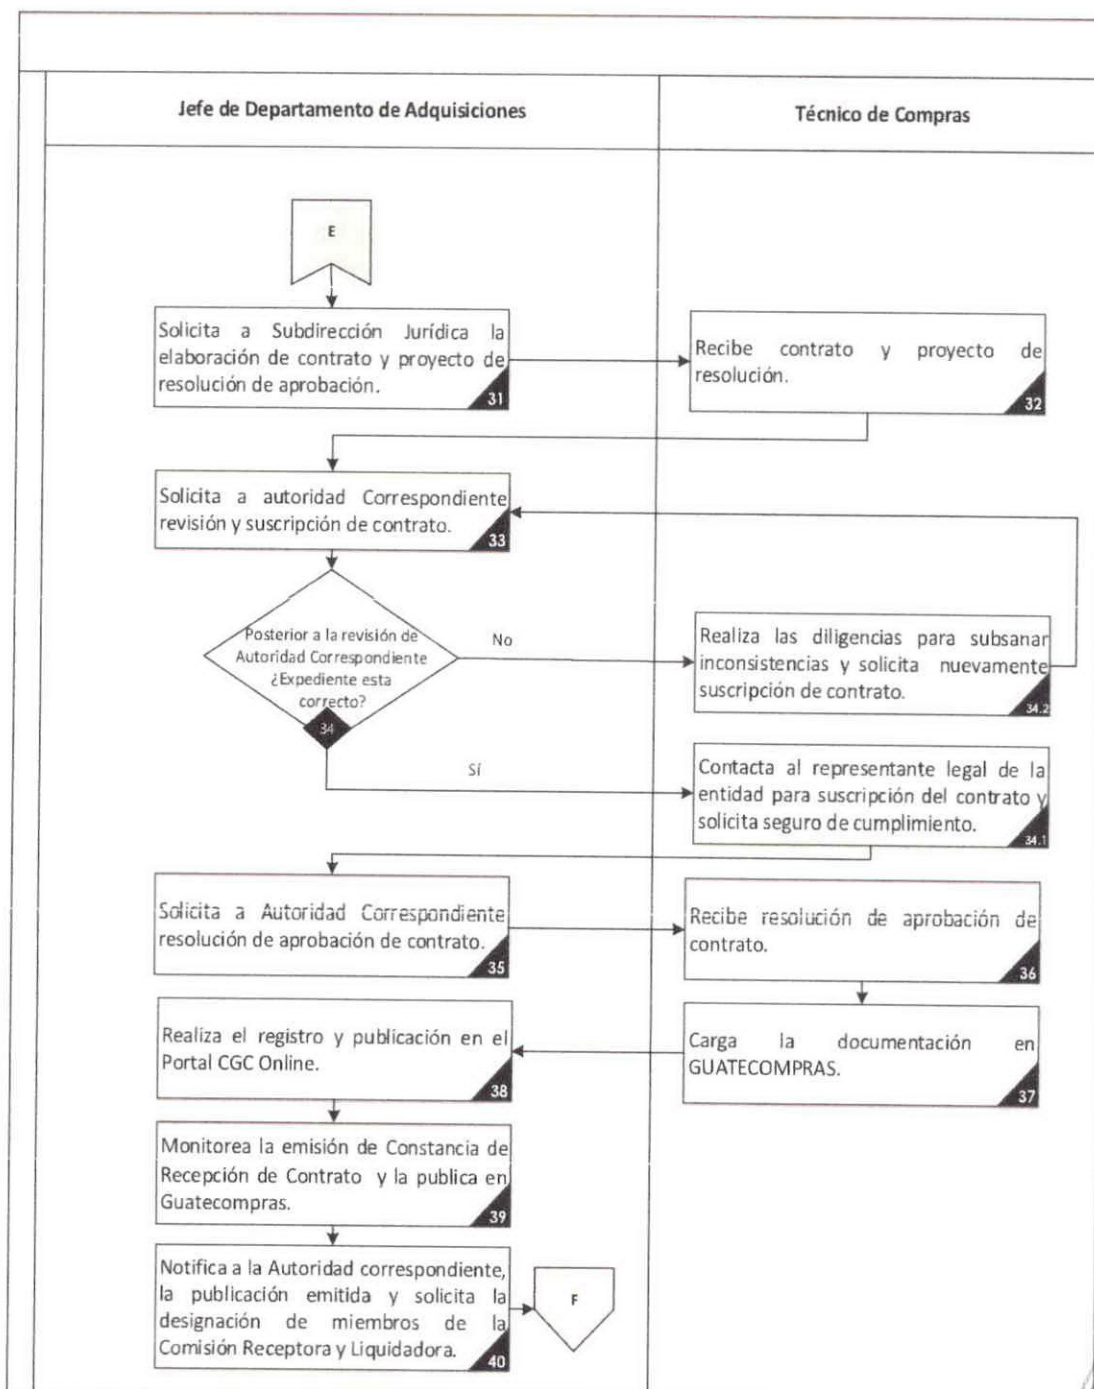 Jefe de Departamento de Adquisiciones
Técnico de Compras
E
Solicita a Subdirección Jurídica la
elaboración de contrato y proyecto de
resolución de aprobación.
31
Recibe contrato y proyecto de
resolución.
32
Solicita a autoridad Correspondiente
revisión y suscripción de contrato.
33
Posterior a la revisión de
Autoridad Correspondiente
¿Expediente esta
correcto?
34
No
Realiza las diligencias para subsanar
inconsistencias y solicita nuevamente
suscripción de contrato.
34.2
Sí
Contacta al representante legal de la
entidad para suscripción del contrato y
solicita seguro de cumplimiento.
34.1
Solicita a Autoridad Correspondiente
resolución de aprobación de contrato.
35
Recibe resolución de aprobación de
contrato.
36
Realiza el registro y publicación en el
Portal CGC Online.
38
Carga la documentación en
GUATECOMPRAS.
37
Monitorea la emisión de Constancia de
Recepción de Contrato y la publica en
Guatecompras.
39
Notifica a la Autoridad correspondiente,
la publicación emitida y solicita la
designación de miembros de la
Comisión Receptora y Liquidadora.
40
F